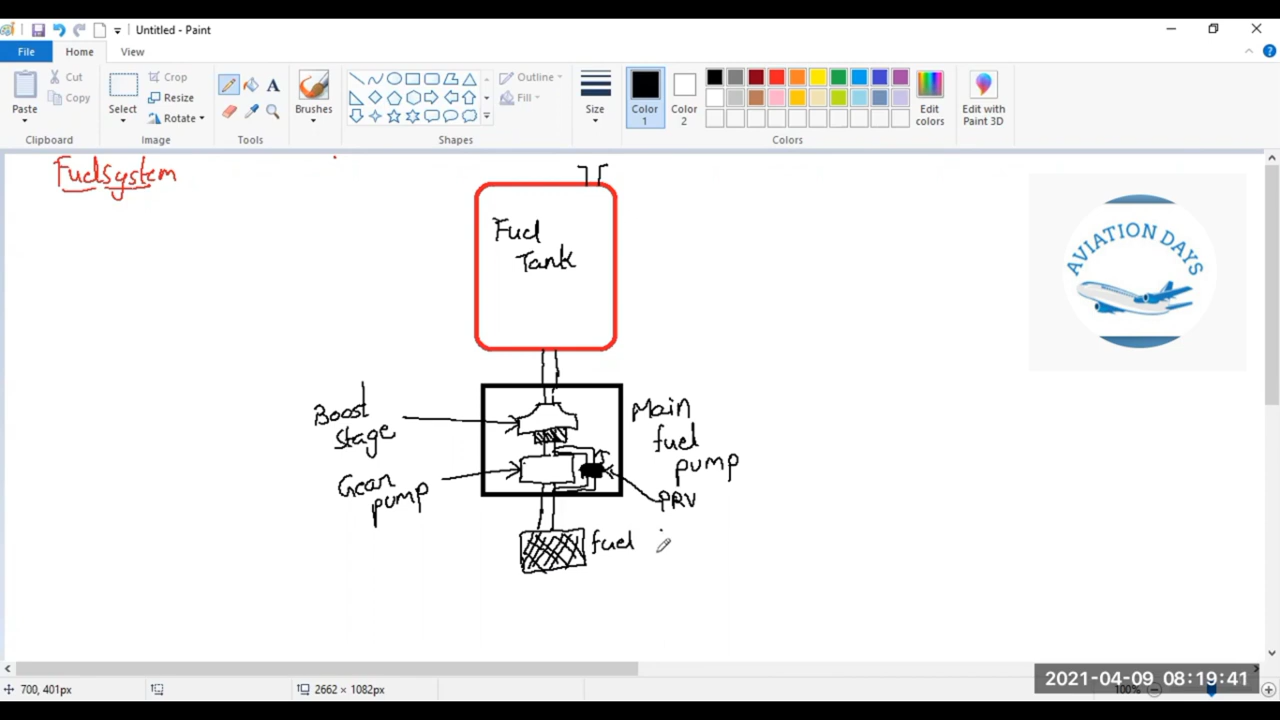 Untitled - Paint
File
Home
View
Paste
Cut
Copy
Clipboard
Select
Crop
Resize
Rotate
Image
Tools
Brushes
Shapes
Outline
Fill
Size
Color 1
Color 2
Edit colors
Colors
Edit with Paint 3D
Fuelsystem
Fuel
Tank
AVIATION DAYS
Boost
stage
Main
fuel
pump
Gear
pump
PRV
fuel
700, 401px
2662 × 1082px
2021-04-09 08:19:41
100%